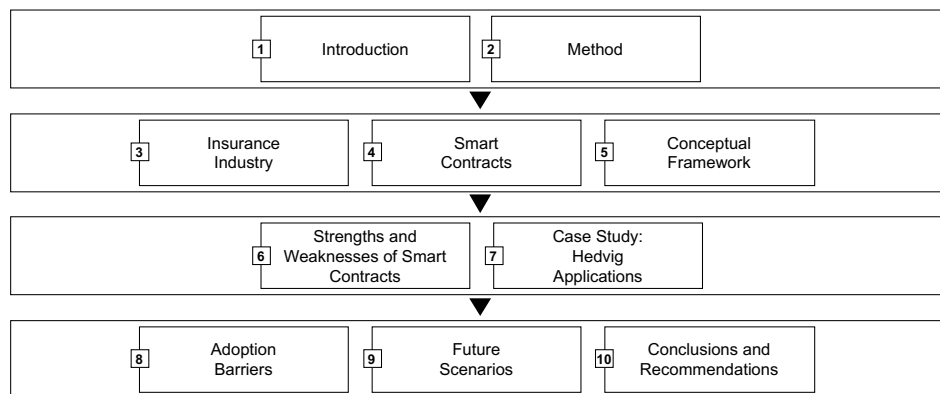 1
Introduction
2
Method
3
Insurance
Industry
4
Smart
Contracts
5
Conceptual
Framework
6
Strengths and
Weaknesses of Smart
Contracts
7
Case Study:
Hedvig
Applications
8
Adoption
Barriers
9
Future
Scenarios
10
Conclusions and
Recommendations